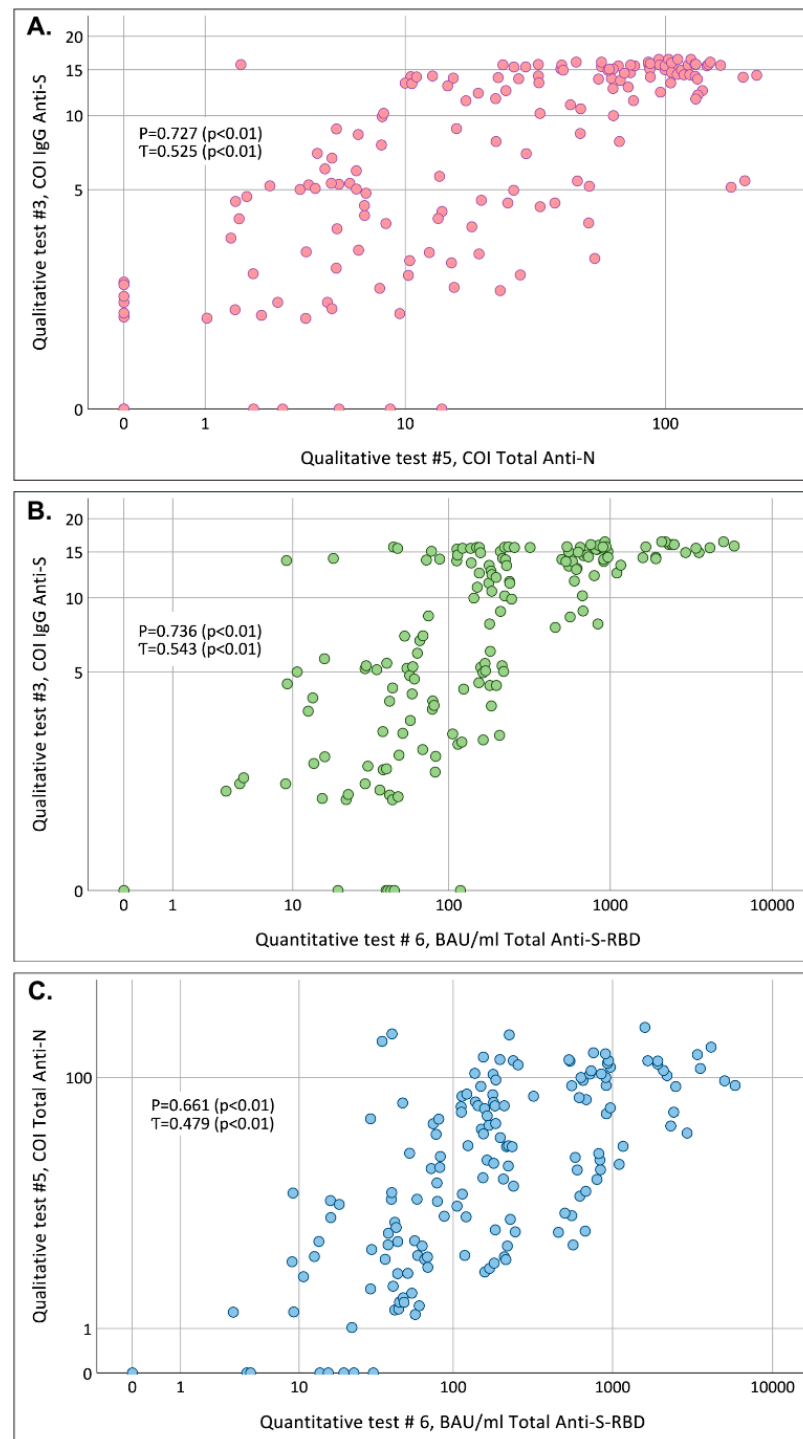 A.
20
15
10
5
0
P=0.727 (p<0.01)
Ƭ=0.525 (p<0.01)
Qualitative test #3, COI IgG Anti-S
0
1
10
100
Qualitative test #5, COI Total Anti-N
B.
20
15
10
5
0
P=0.736 (p<0.01)
Ƭ=0.543 (p<0.01)
Qualitative test #3, COI IgG Anti-S
0
1
10
100
1000
10000
Quantitative test # 6, BAU/ml Total Anti-S-RBD
C.
100
1
0
P=0.661 (p<0.01)
Ƭ=0.479 (p<0.01)
Qualitative test #5, COI Total Anti-N
0
1
10
100
1000
10000
Quantitative test # 6, BAU/ml Total Anti-S-RBD